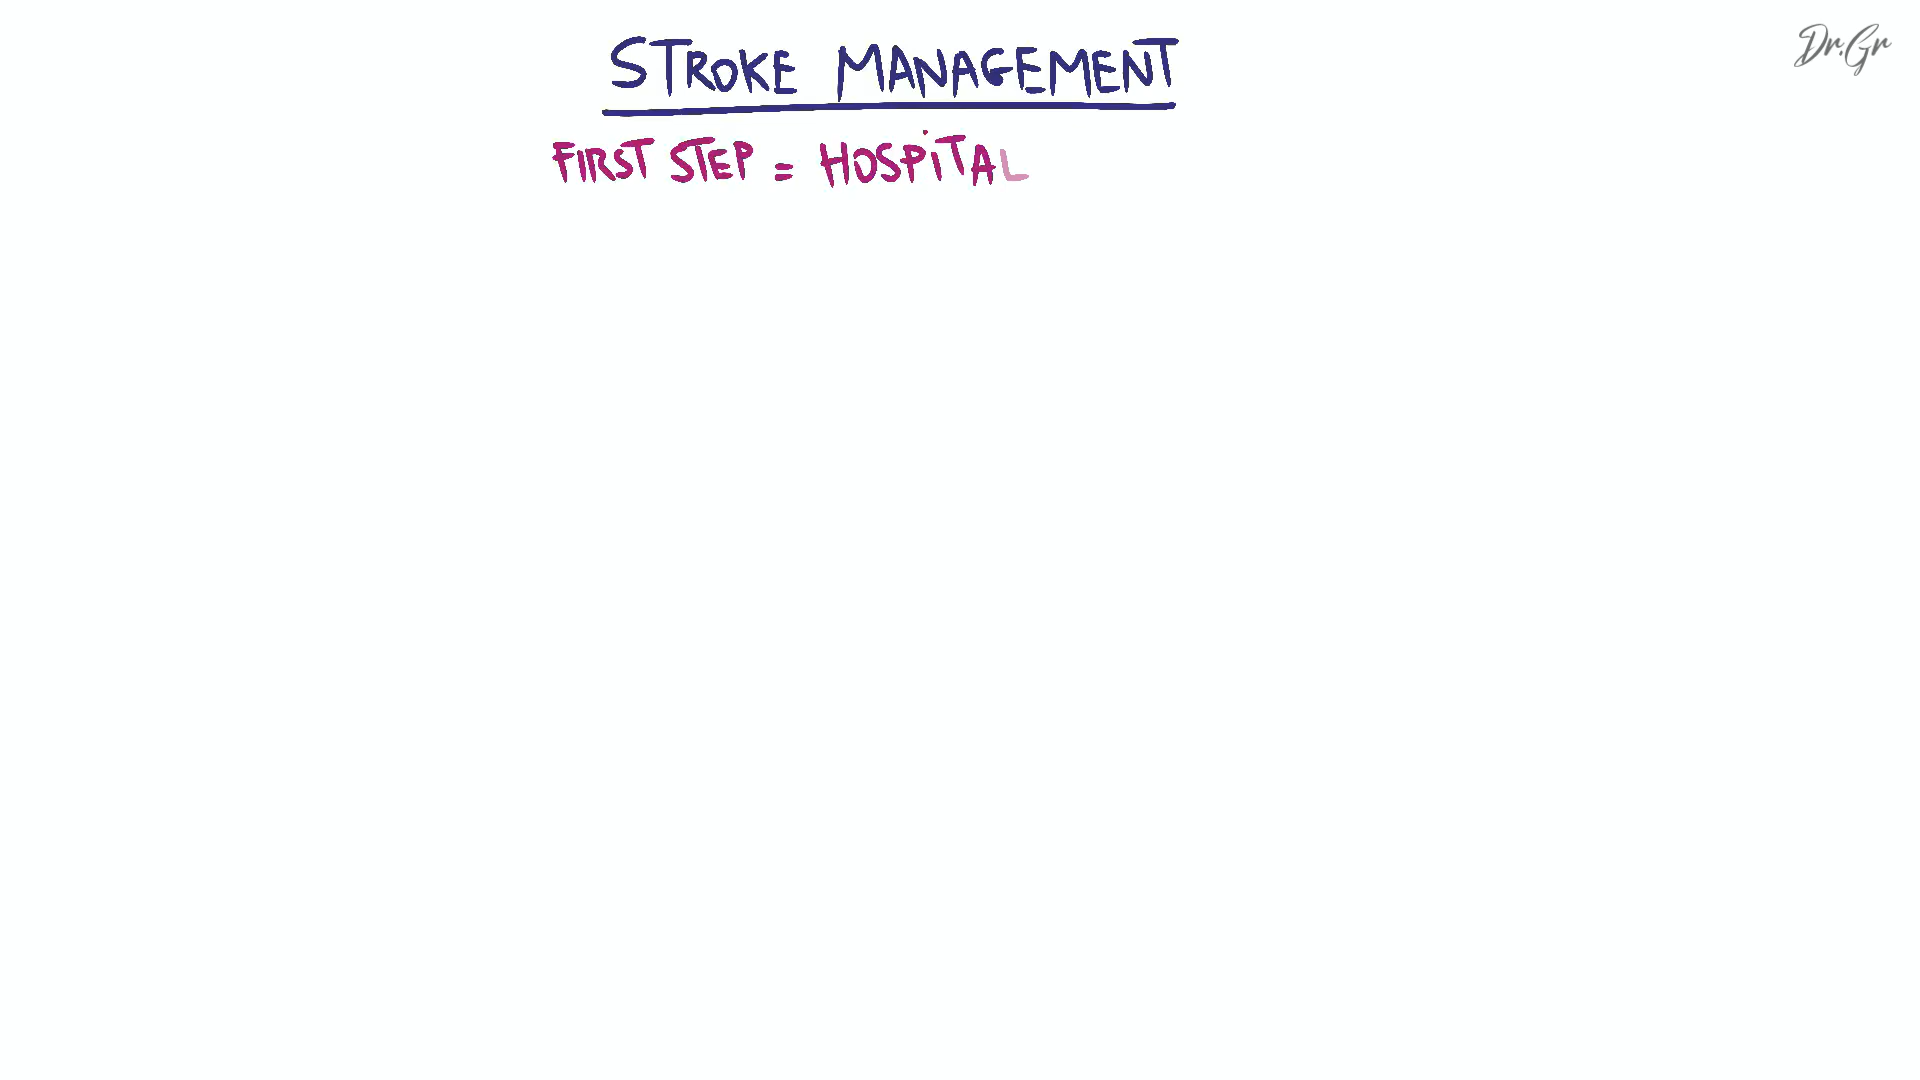 STROKE MANAGEMENT
Dr.Gr
FIRST STEP = HOSPiTAL